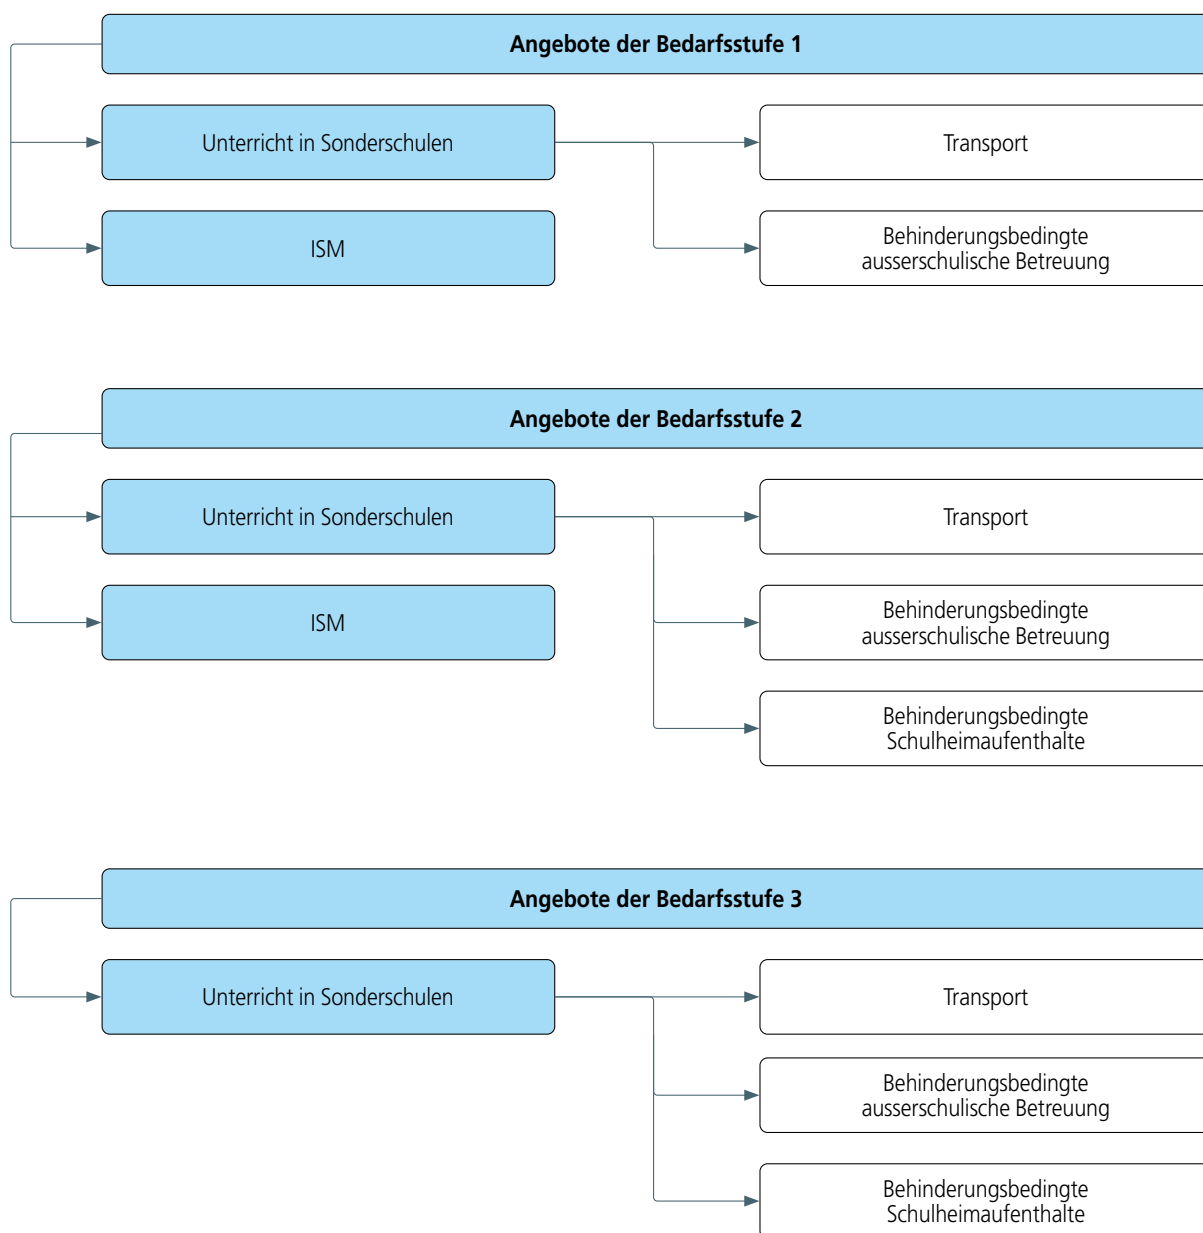 Angebote der Bedarfsstufe 1
Unterricht in Sonderschulen
Transport
ISM
Behinderungsbedingte
ausserschulische Betreuung
Angebote der Bedarfsstufe 2
Unterricht in Sonderschulen
Transport
ISM
Behinderungsbedingte
ausserschulische Betreuung
Behinderungsbedingte
Schulheimaufenthalte
Angebote der Bedarfsstufe 3
Unterricht in Sonderschulen
Transport
Behinderungsbedingte
ausserschulische Betreuung
Behinderungsbedingte
Schulheimaufenthalte